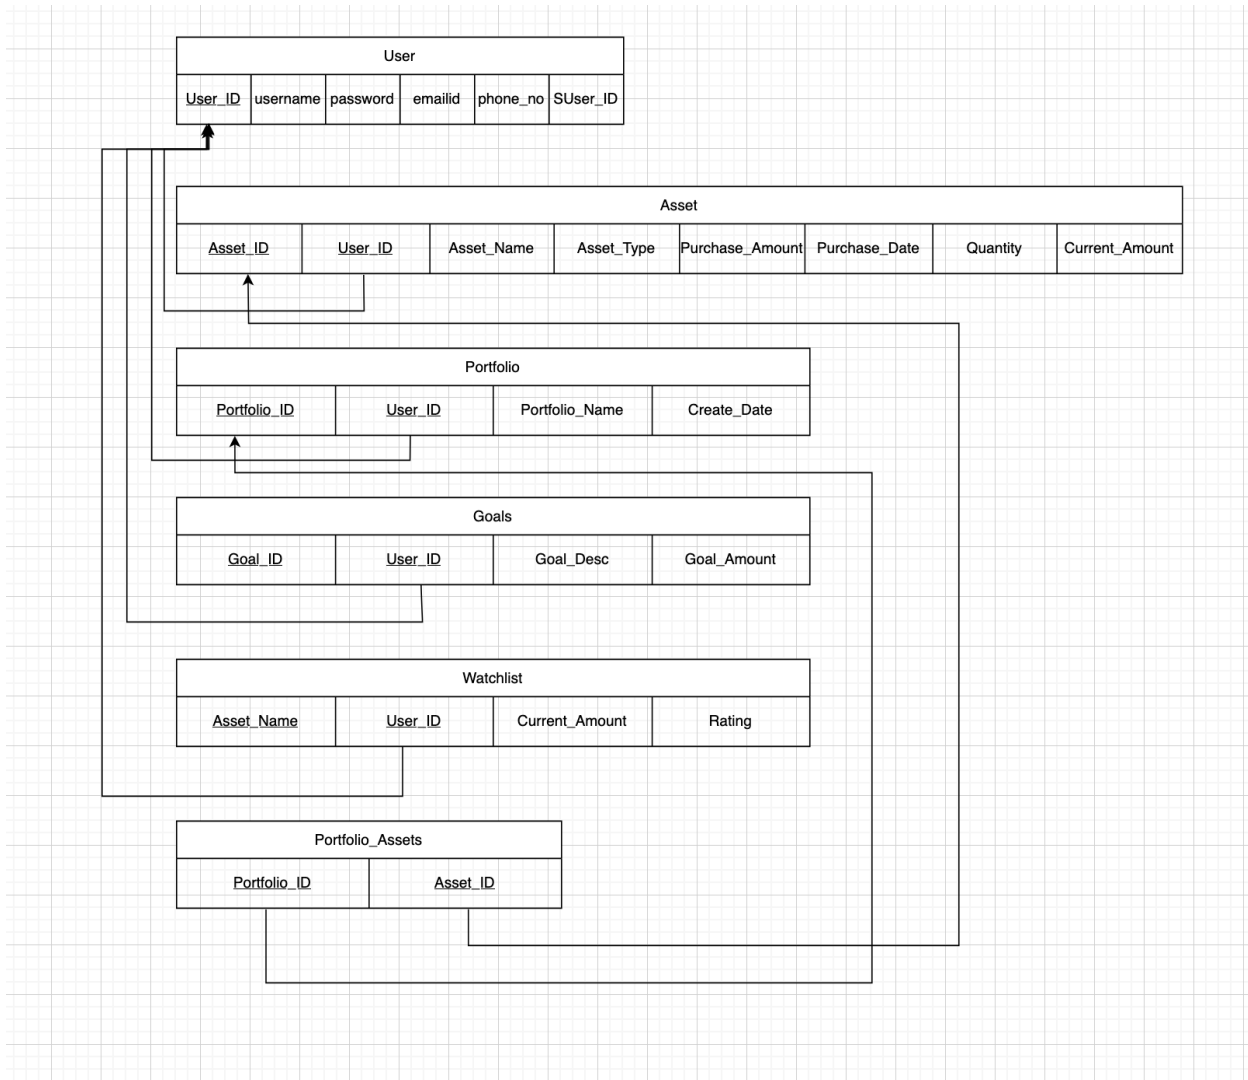 User
User_ID username password emailid phone_no SUser_ID
Asset
Asset_ID User_ID Asset_Name Asset_Type Purchase_Amount Purchase_Date Quantity Current_Amount
Portfolio
Portfolio_ID User_ID Portfolio_Name Create_Date
Goals
Goal_ID User_ID Goal_Desc Goal_Amount
Watchlist
Asset_Name User_ID Current_Amount Rating
Portfolio_Assets
Portfolio_ID Asset_ID